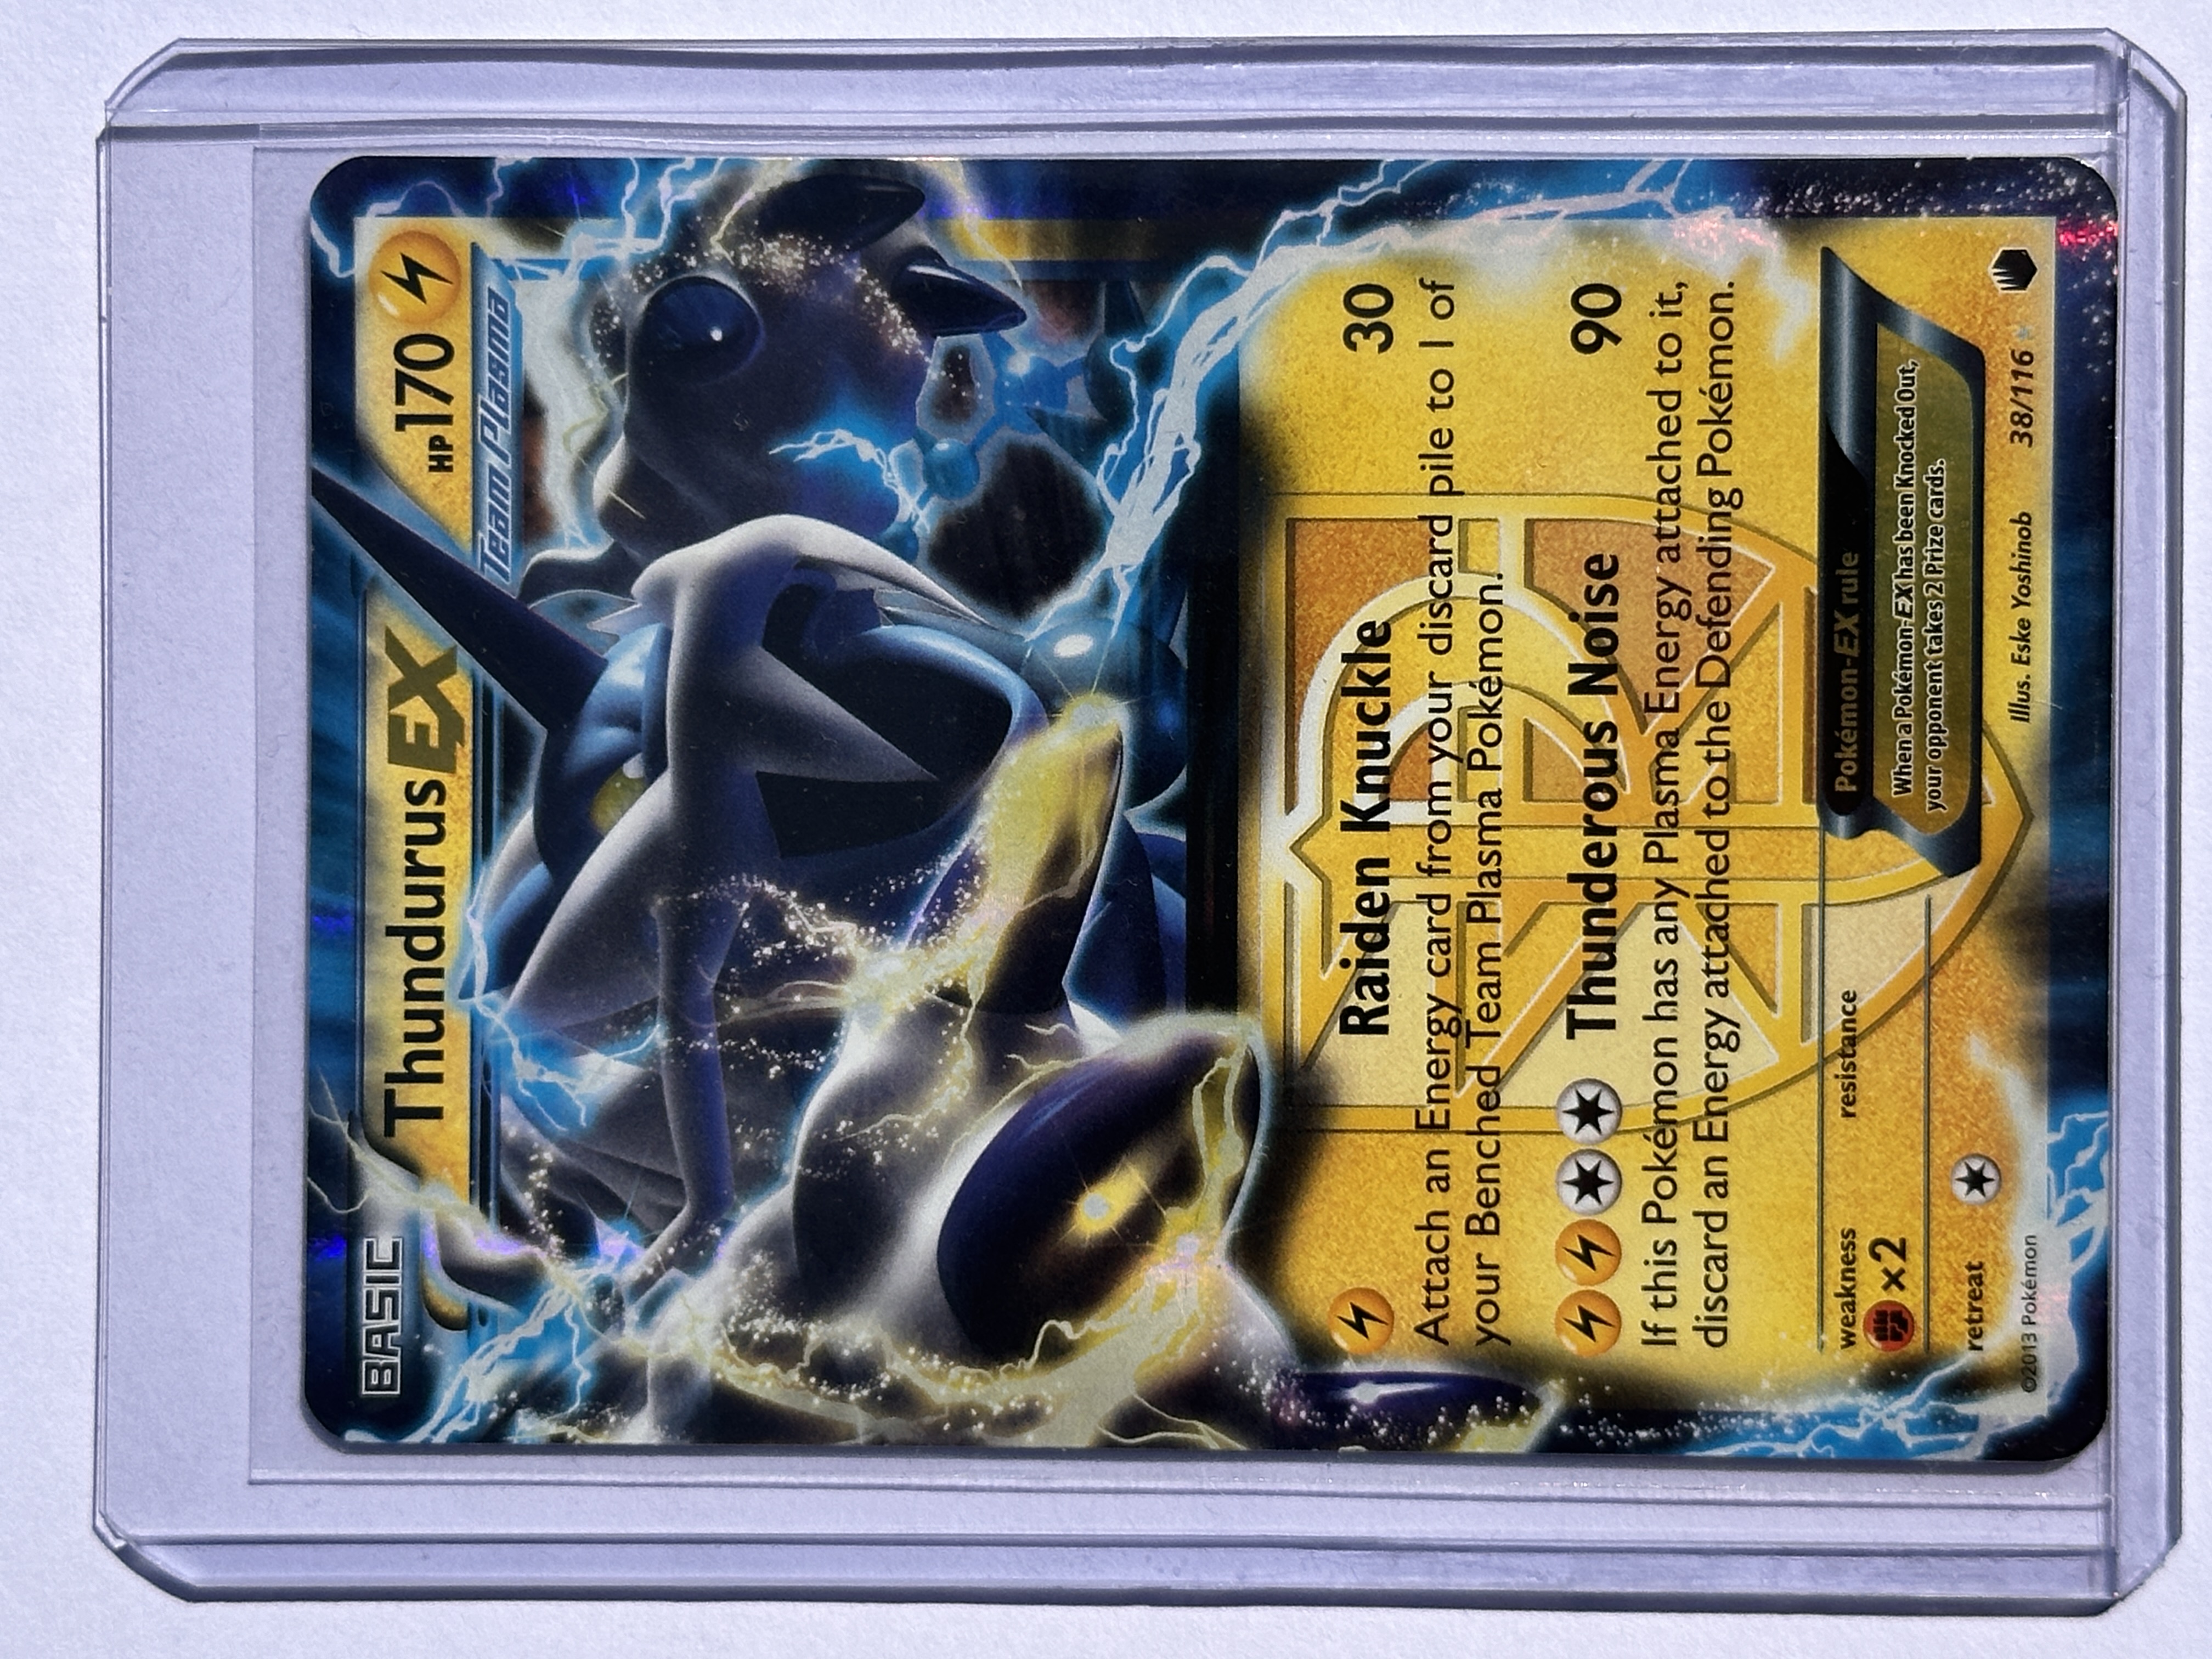 BASIC
Thundurus EX
HP 170
Team Plasma
Raiden Knuckle 30
Attach an Energy card from your discard pile to 1 of
your Benched Team Plasma Pokémon.
Thunderous Noise 90
If this Pokémon has any Plasma Energy attached to it,
discard an Energy attached to the Defending Pokémon.
weakness resistance
×2
Pokémon-EX rule
When a Pokémon-EX has been Knocked Out,
your opponent takes 2 Prize cards.
retreat
©2013 Pokémon
Illus. Eske Yoshinob 38/116